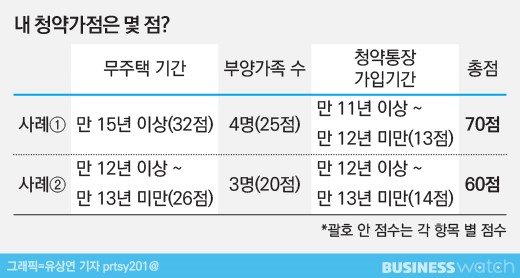 내 청약가점은 몇 점?
무주택 기간 부양가족 수 청약통장 가입기간 총점
사례① 만 15년 이상(32점) 4명(25점) 만 11년 이상 ~ 만 12년 미만(13점) 70점
사례② 만 12년 이상 ~ 만 13년 미만(26점) 3명(20점) 만 12년 이상 ~ 만 13년 미만(14점) 60점
*괄호 안 점수는 각 항목 별 점수
그래픽=유상연 기자 prtsy201@
BUSINESS watch